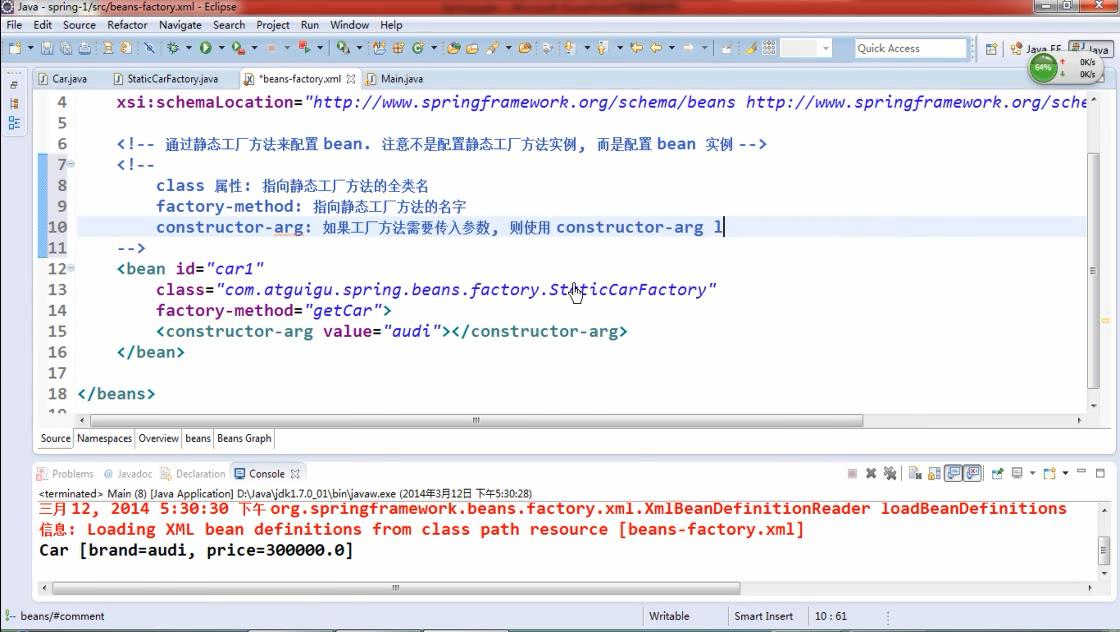 Java - spring-1/src/beans-factory.xml - Eclipse
File Edit Source Refactor Navigate Search Project Run Window Help
Quick Access
Java EE
Java
64%
0K/s
0K/s
Car.java
StaticCarFactory.java
*beans-factory.xml
Main.java
4 xsi:schemaLocation="http://www.springframework.org/schema/beans http://www.springframework.org/sche
5
6 <!-- 通过静态工厂方法来配置 bean. 注意不是配置静态工厂方法实例, 而是配置 bean 实例 -->
7 <!--
8 class 属性: 指向静态工厂方法的全类名
9 factory-method: 指向静态工厂方法的名字
10 constructor-arg: 如果工厂方法需要传入参数, 则使用 constructor-arg l
11 -->
12 <bean id="car1"
13 class="com.atguigu.spring.beans.factory.StaticCarFactory"
14 factory-method="getCar">
15 <constructor-arg value="audi"></constructor-arg>
16 </bean>
17
18 </beans>
19
Source Namespaces Overview beans Beans Graph
Problems @ Javadoc Declaration Console
<terminated> Main (8) [Java Application] D:\Java\jdk1.7.0_01\bin\javaw.exe (2014年3月12日 下午5:30:28)
三月 12, 2014 5:30:30 下午 org.springframework.beans.factory.xml.XmlBeanDefinitionReader loadBeanDefinitions
信息: Loading XML bean definitions from class path resource [beans-factory.xml]
Car [brand=audi, price=300000.0]
beans/#comment
Writable
Smart Insert
10 : 61